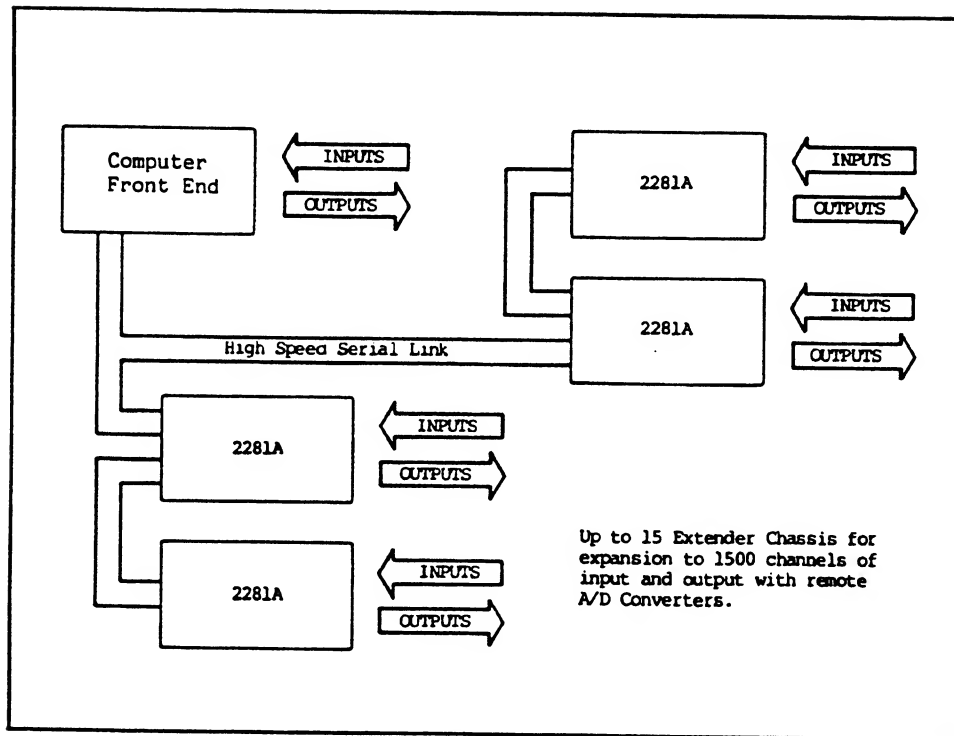 Computer
Front End
INPUTS
OUTPUTS
2281A
INPUTS
OUTPUTS
2281A
INPUTS
OUTPUTS
High Speed Serial Link
2281A
INPUTS
OUTPUTS
2281A
INPUTS
OUTPUTS
Up to 15 Extender Chassis for
expansion to 1500 channels of
input and output with remote
A/D Converters.